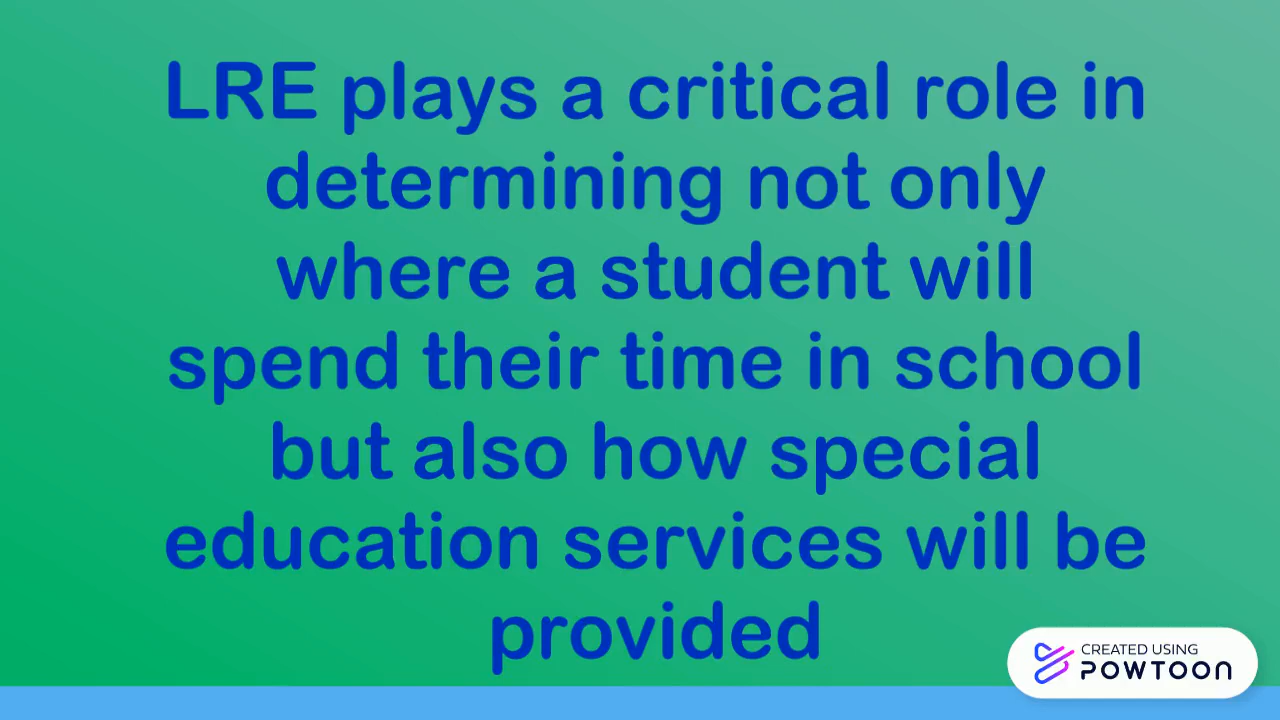 LRE plays a critical role in
determining not only
where a student will
spend their time in school
but also how special
education services will be
provided
CREATED USING
POWTOON